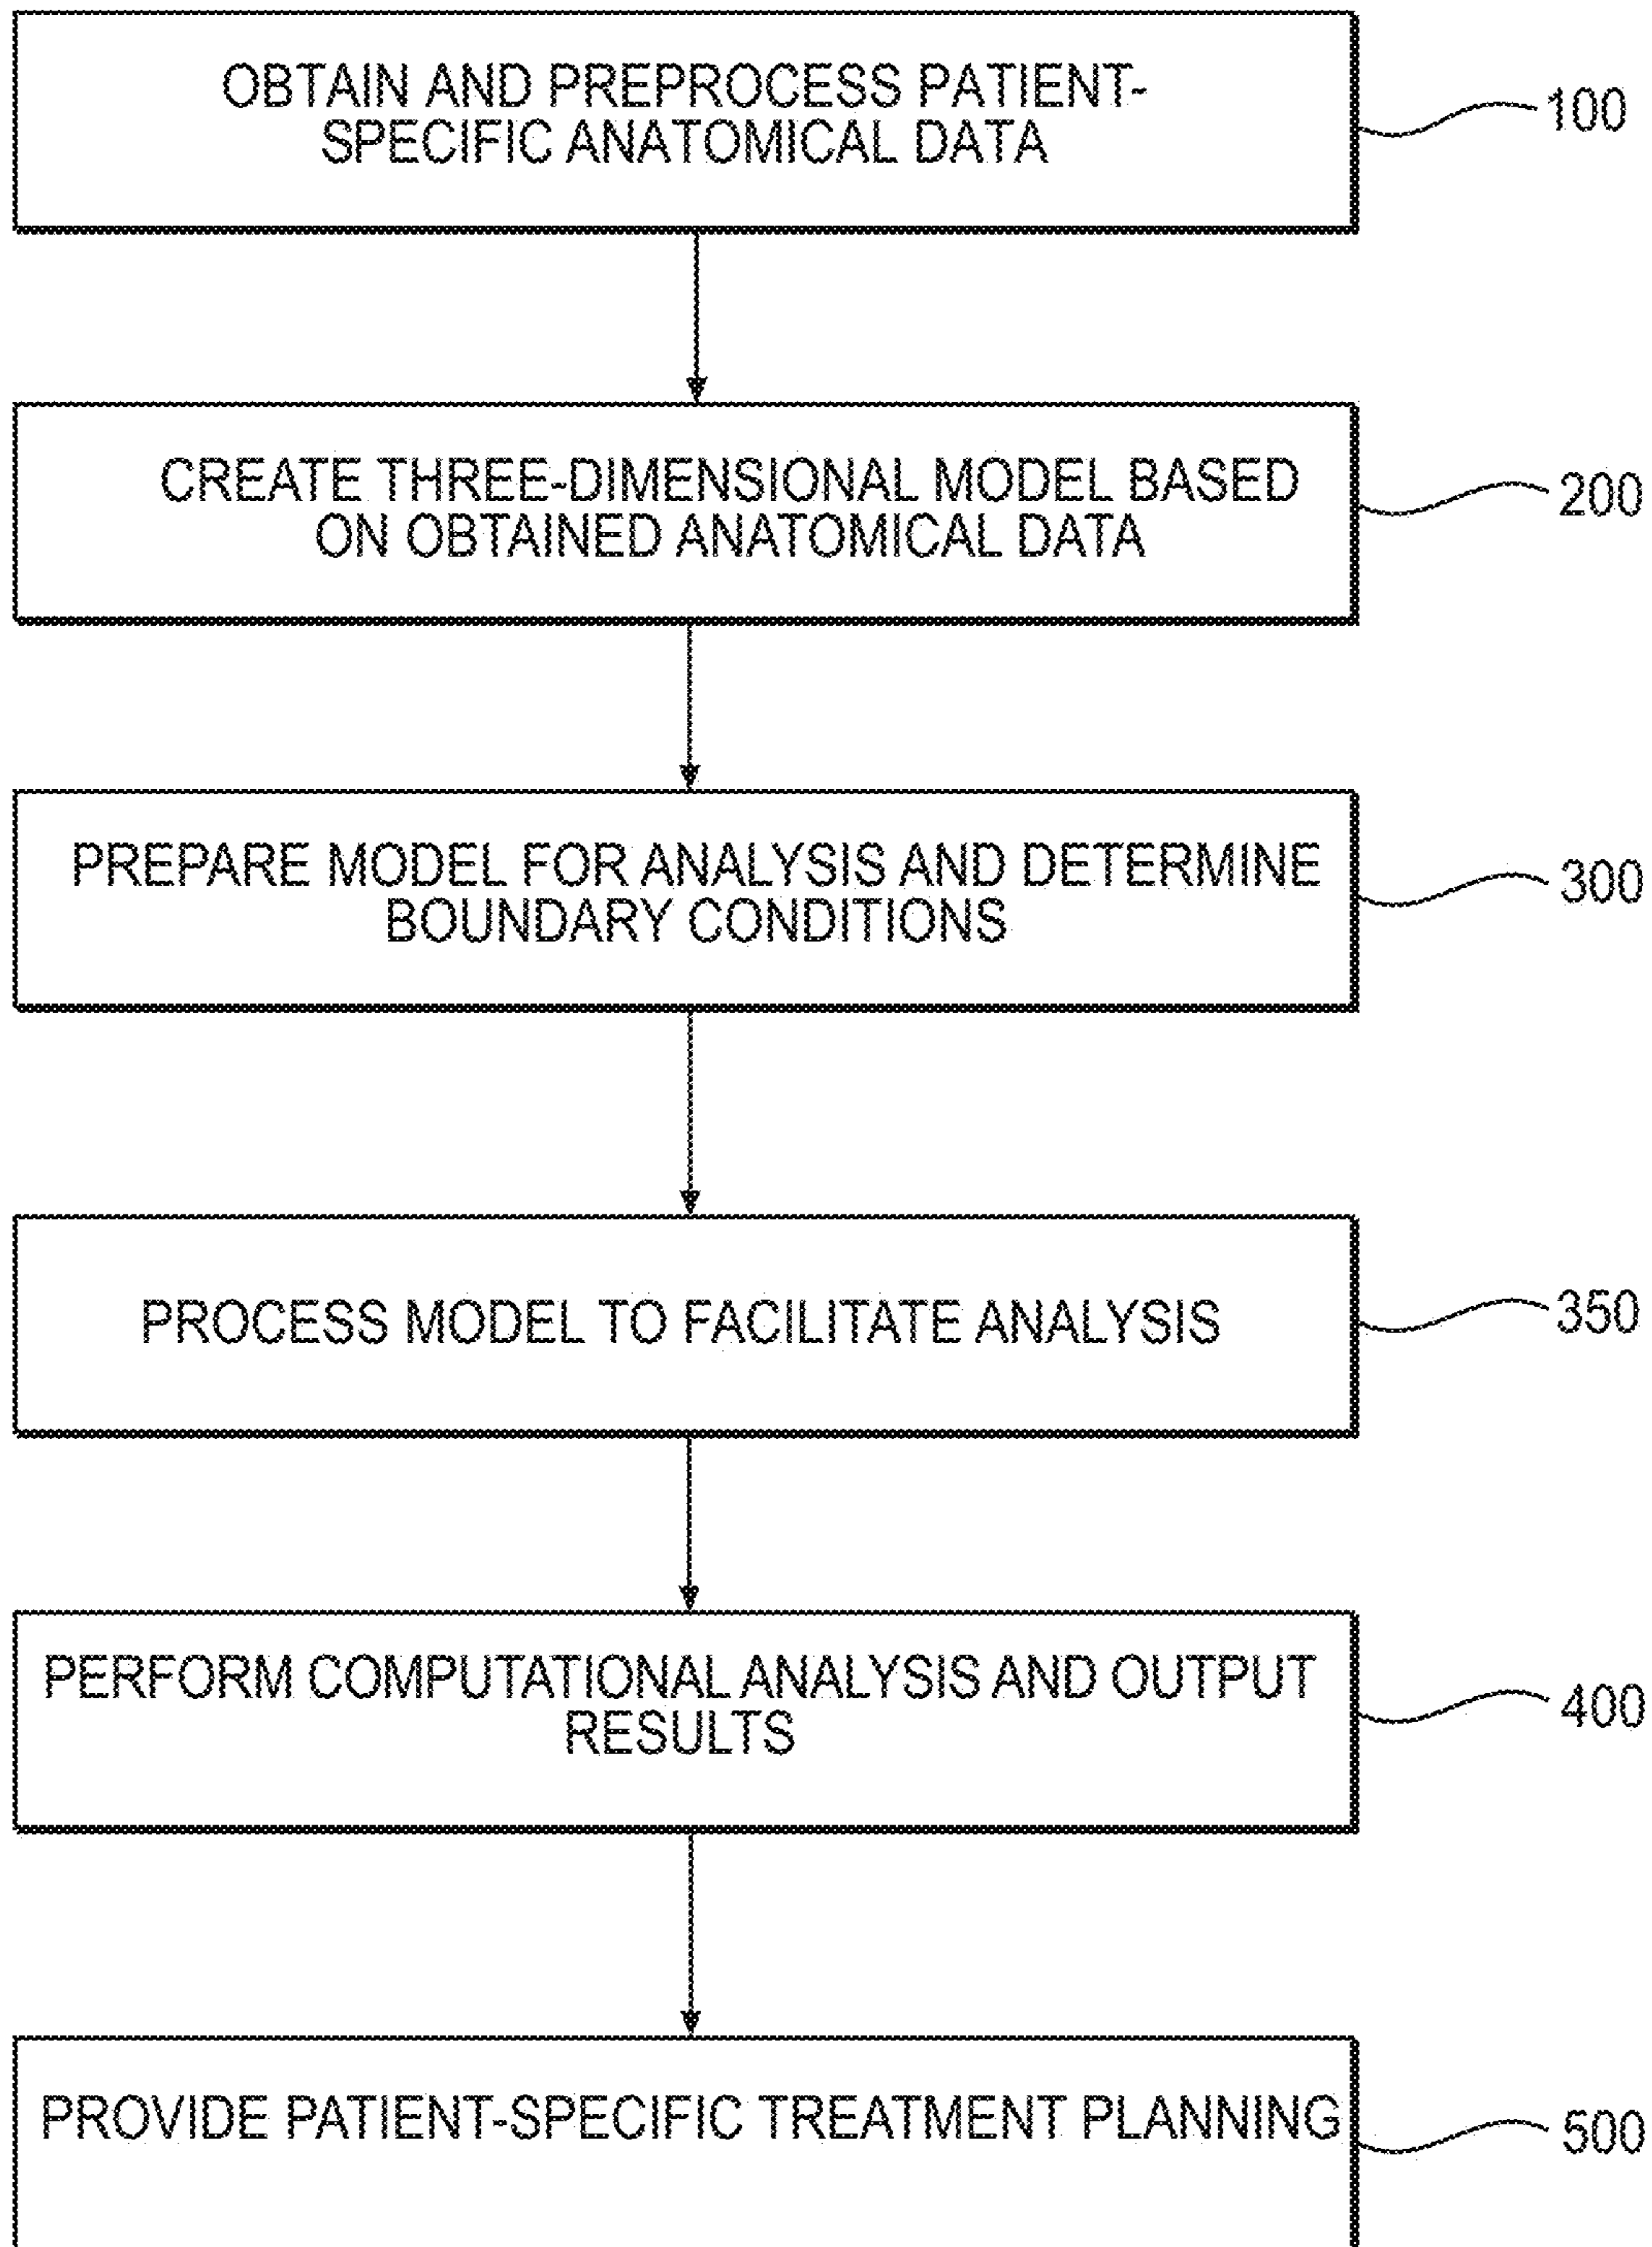 OBTAIN AND PREPROCESS PATIENT-
SPECIFIC ANATOMICAL DATA
100
CREATE THREE-DIMENSIONAL MODEL BASED
ON OBTAINED ANATOMICAL DATA
200
PREPARE MODEL FOR ANALYSIS AND DETERMINE
BOUNDARY CONDITIONS
300
PROCESS MODEL TO FACILITATE ANALYSIS
350
PERFORM COMPUTATIONAL ANALYSIS AND OUTPUT
RESULTS
400
PROVIDE PATIENT-SPECIFIC TREATMENT PLANNING
500